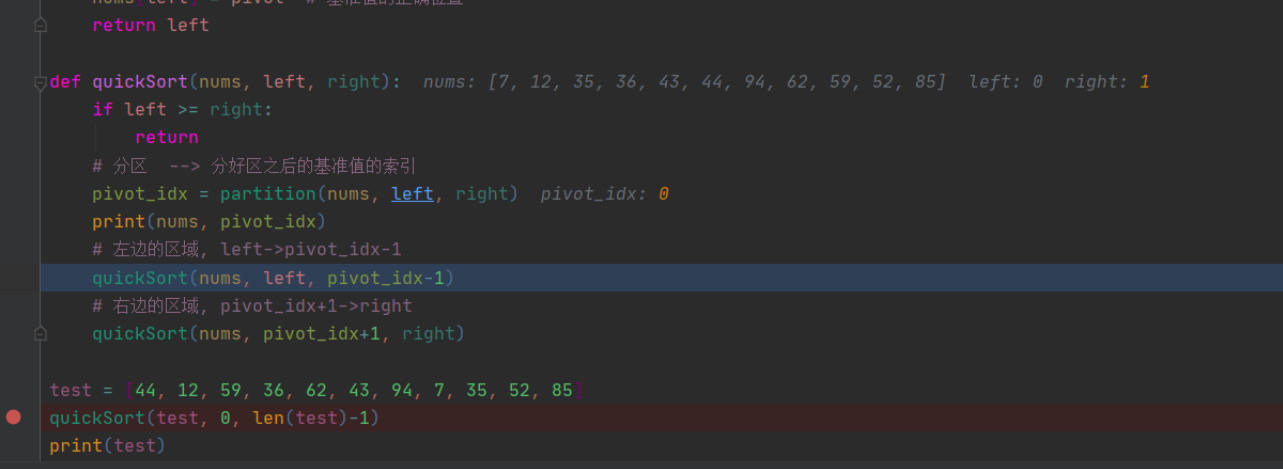 nums[left] = pivot  # 基准值的正确位置
return left
def quickSort(nums, left, right):  nums: [7, 12, 35, 36, 43, 44, 94, 62, 59, 52, 85]  left: 0  right: 1
if left >= right:
return
# 分区  --> 分好区之后的基准值的索引
pivot_idx = partition(nums, left, right)  pivot_idx: 0
print(nums, pivot_idx)
# 左边的区域, left->pivot_idx-1
quickSort(nums, left, pivot_idx-1)
# 右边的区域, pivot_idx+1->right
quickSort(nums, pivot_idx+1, right)
test = [44, 12, 59, 36, 62, 43, 94, 7, 35, 52, 85]
quickSort(test, 0, len(test)-1)
print(test)